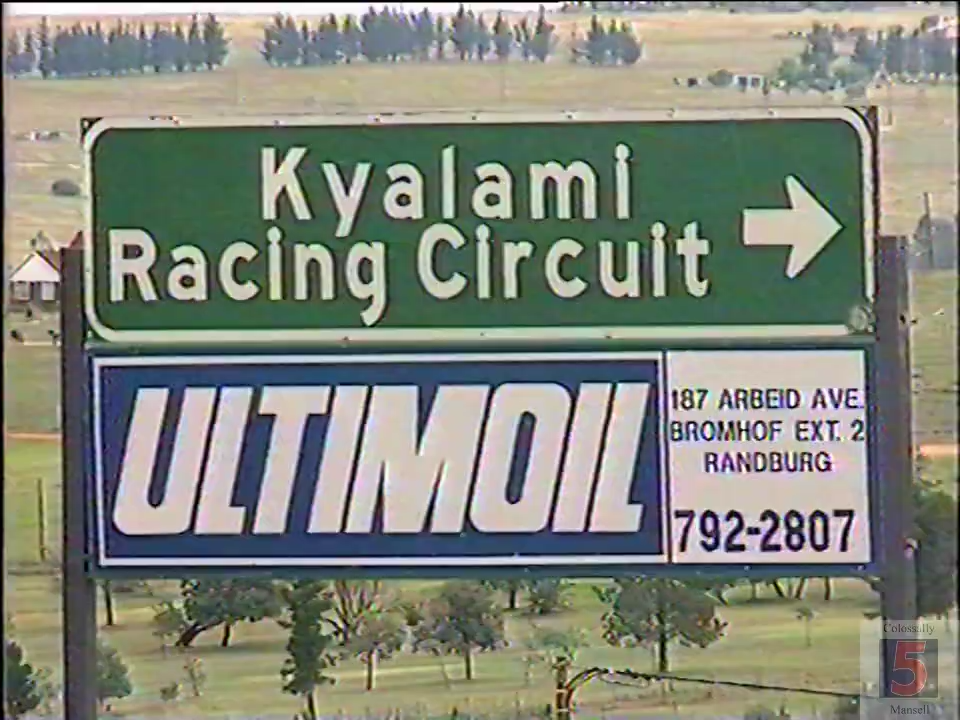 Kyalami
Racing Circuit
ULTIMOIL
187 ARBEID AVE.
BROMHOF EXT. 2
RANDBURG
792-2807
Colossally
5
Mansell